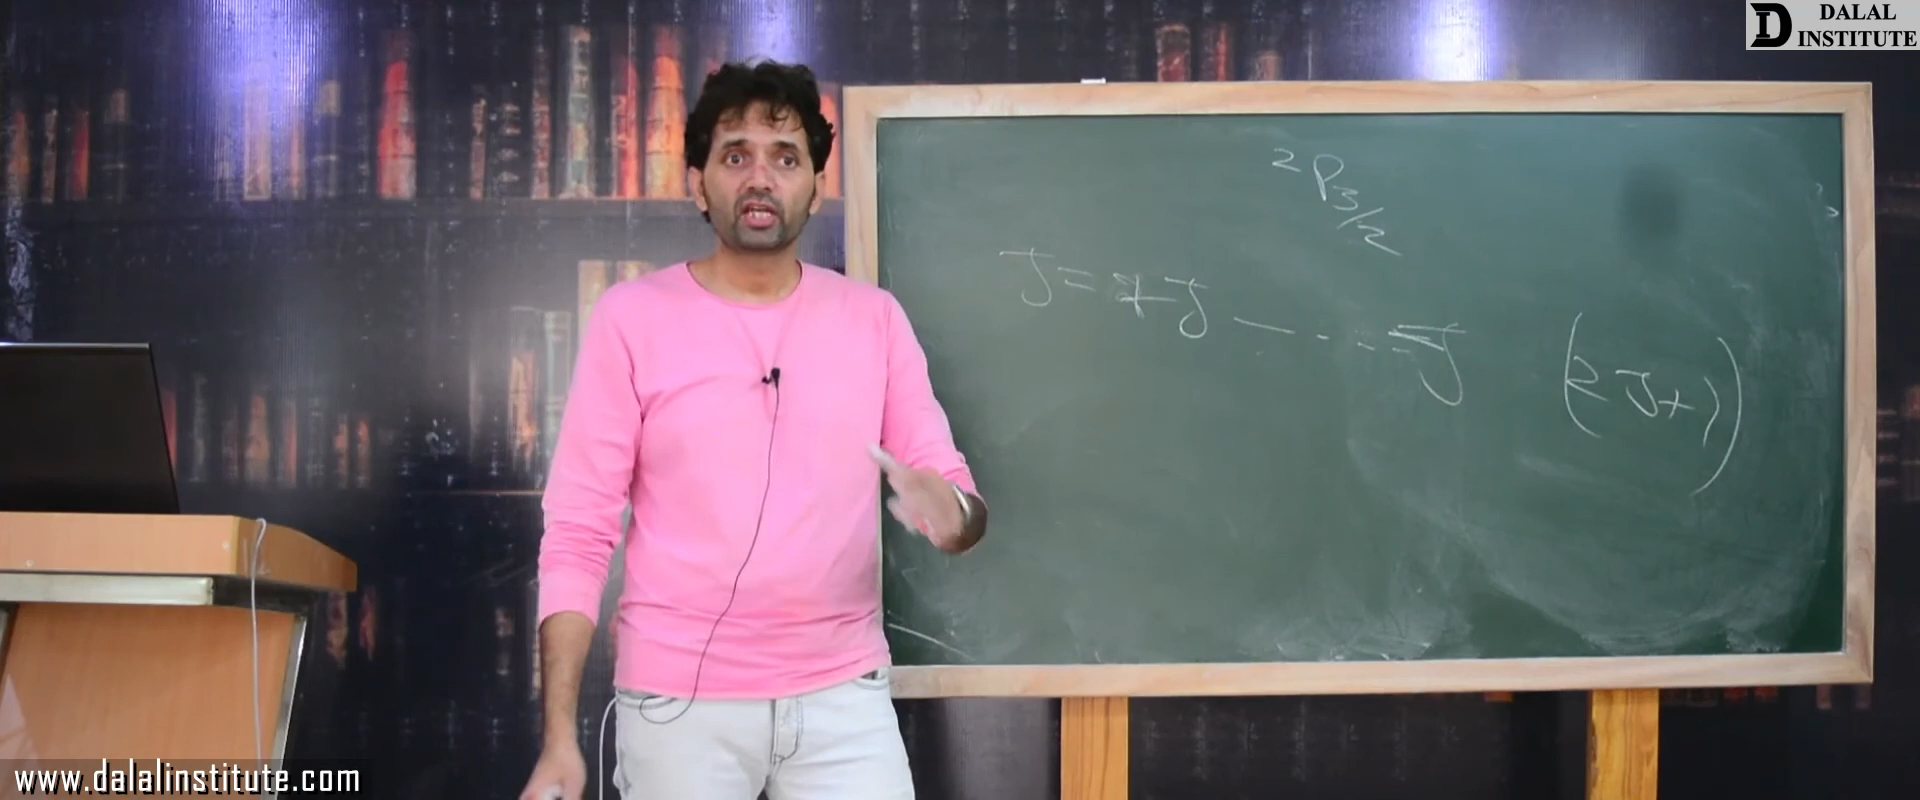 DALAL
INSTITUTE
²P₃/₂
J = +J - - - - -J (2J+1)
www.dalalinstitute.com